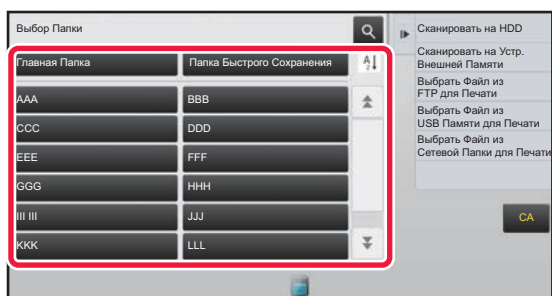 Выбор Папки
Главная Папка
Папка Быстрого Сохранения
AAA
BBB
CCC
DDD
EEE
FFF
GGG
HHH
III III
JJJ
KKK
LLL
Сканировать на HDD
Сканировать на Устр.
Внешней Памяти
Выбрать Файл из
FTP для Печати
Выбрать Файл из
USB Памяти для Печати
Выбрать Файл из
Сетевой Папки для Печати
CA